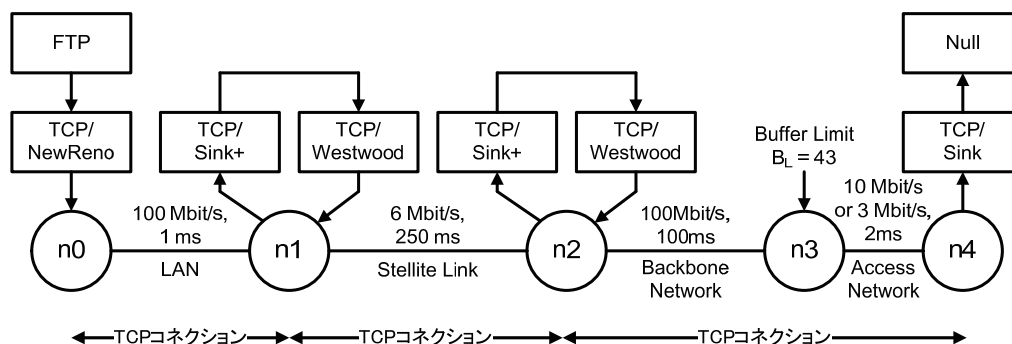 FTP
Null
TCP/
NewReno
TCP/
Sink+
TCP/
Westwood
TCP/
Sink+
TCP/
Westwood
Buffer Limit
BL = 43
TCP/
Sink
100 Mbit/s,
1 ms
6 Mbit/s,
250 ms
100Mbit/s,
100ms
10 Mbit/s
or 3 Mbit/s,
2ms
n0
n1
n2
n3
n4
LAN
Stellite Link
Backbone
Network
Access
Network
TCPコネクション
TCPコネクション
TCPコネクション